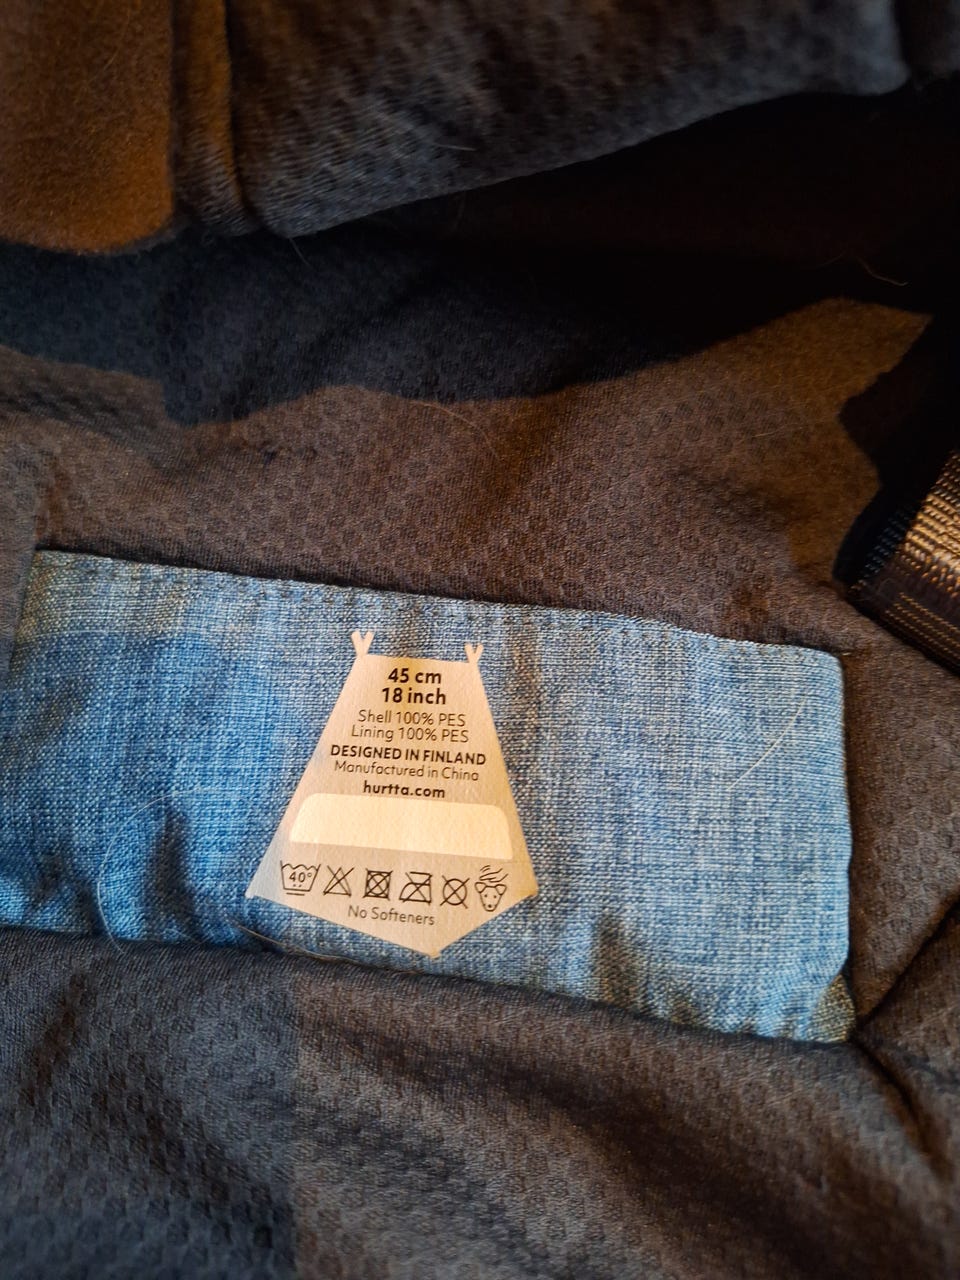 45 cm
18 inch
Shell 100% PES
Lining 100% PES
DESIGNED IN FINLAND
Manufactured in China
hurtta.com
40°
No Softeners